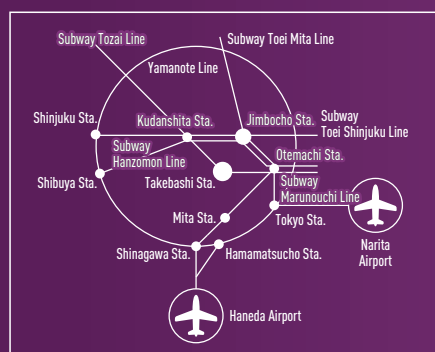 Subway Tozai Line
Subway Toei Mita Line
Yamanote Line
Shinjuku Sta.
Kudanshita Sta.
Jimbocho Sta.
Subway
Toei Shinjuku Line
Subway
Hanzomon Line
Otemachi Sta.
Shibuya Sta.
Takebashi Sta.
Subway
Marunouchi Line
Mita Sta.
Tokyo Sta.
Narita
Airport
Shinagawa Sta.
Hamamatsucho Sta.
Haneda Airport